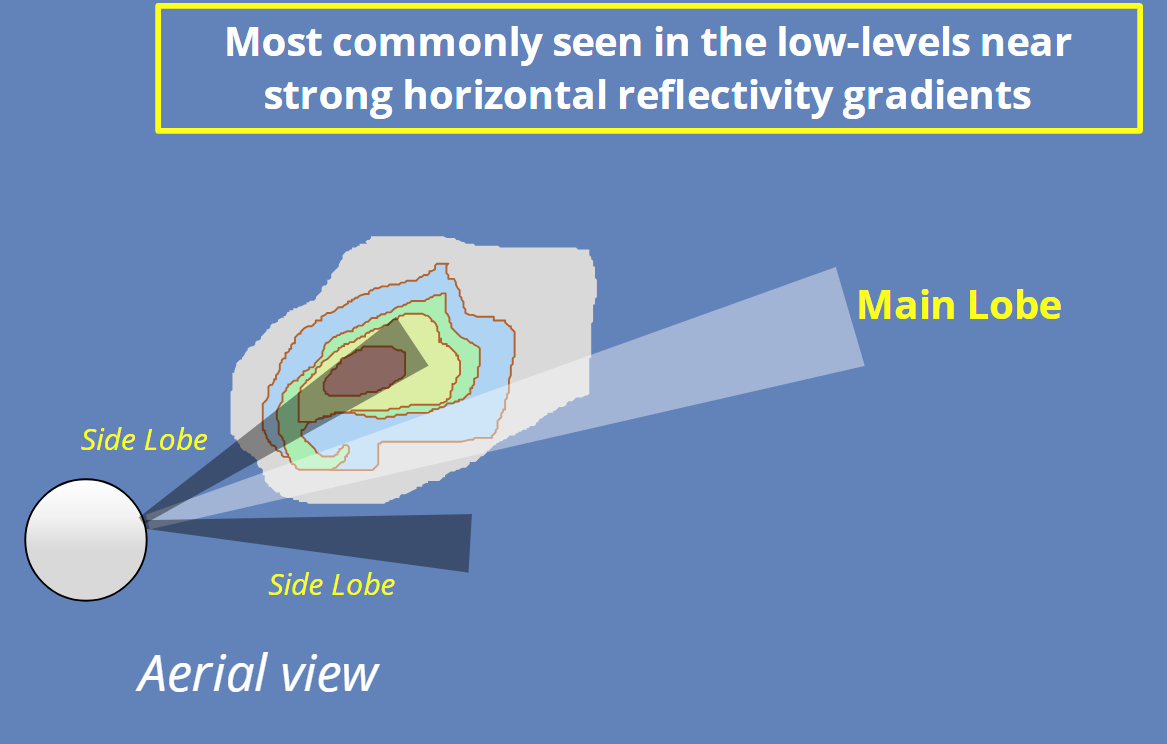 Most commonly seen in the low-levels near
strong horizontal reflectivity gradients
Main Lobe
Side Lobe
Side Lobe
Aerial view